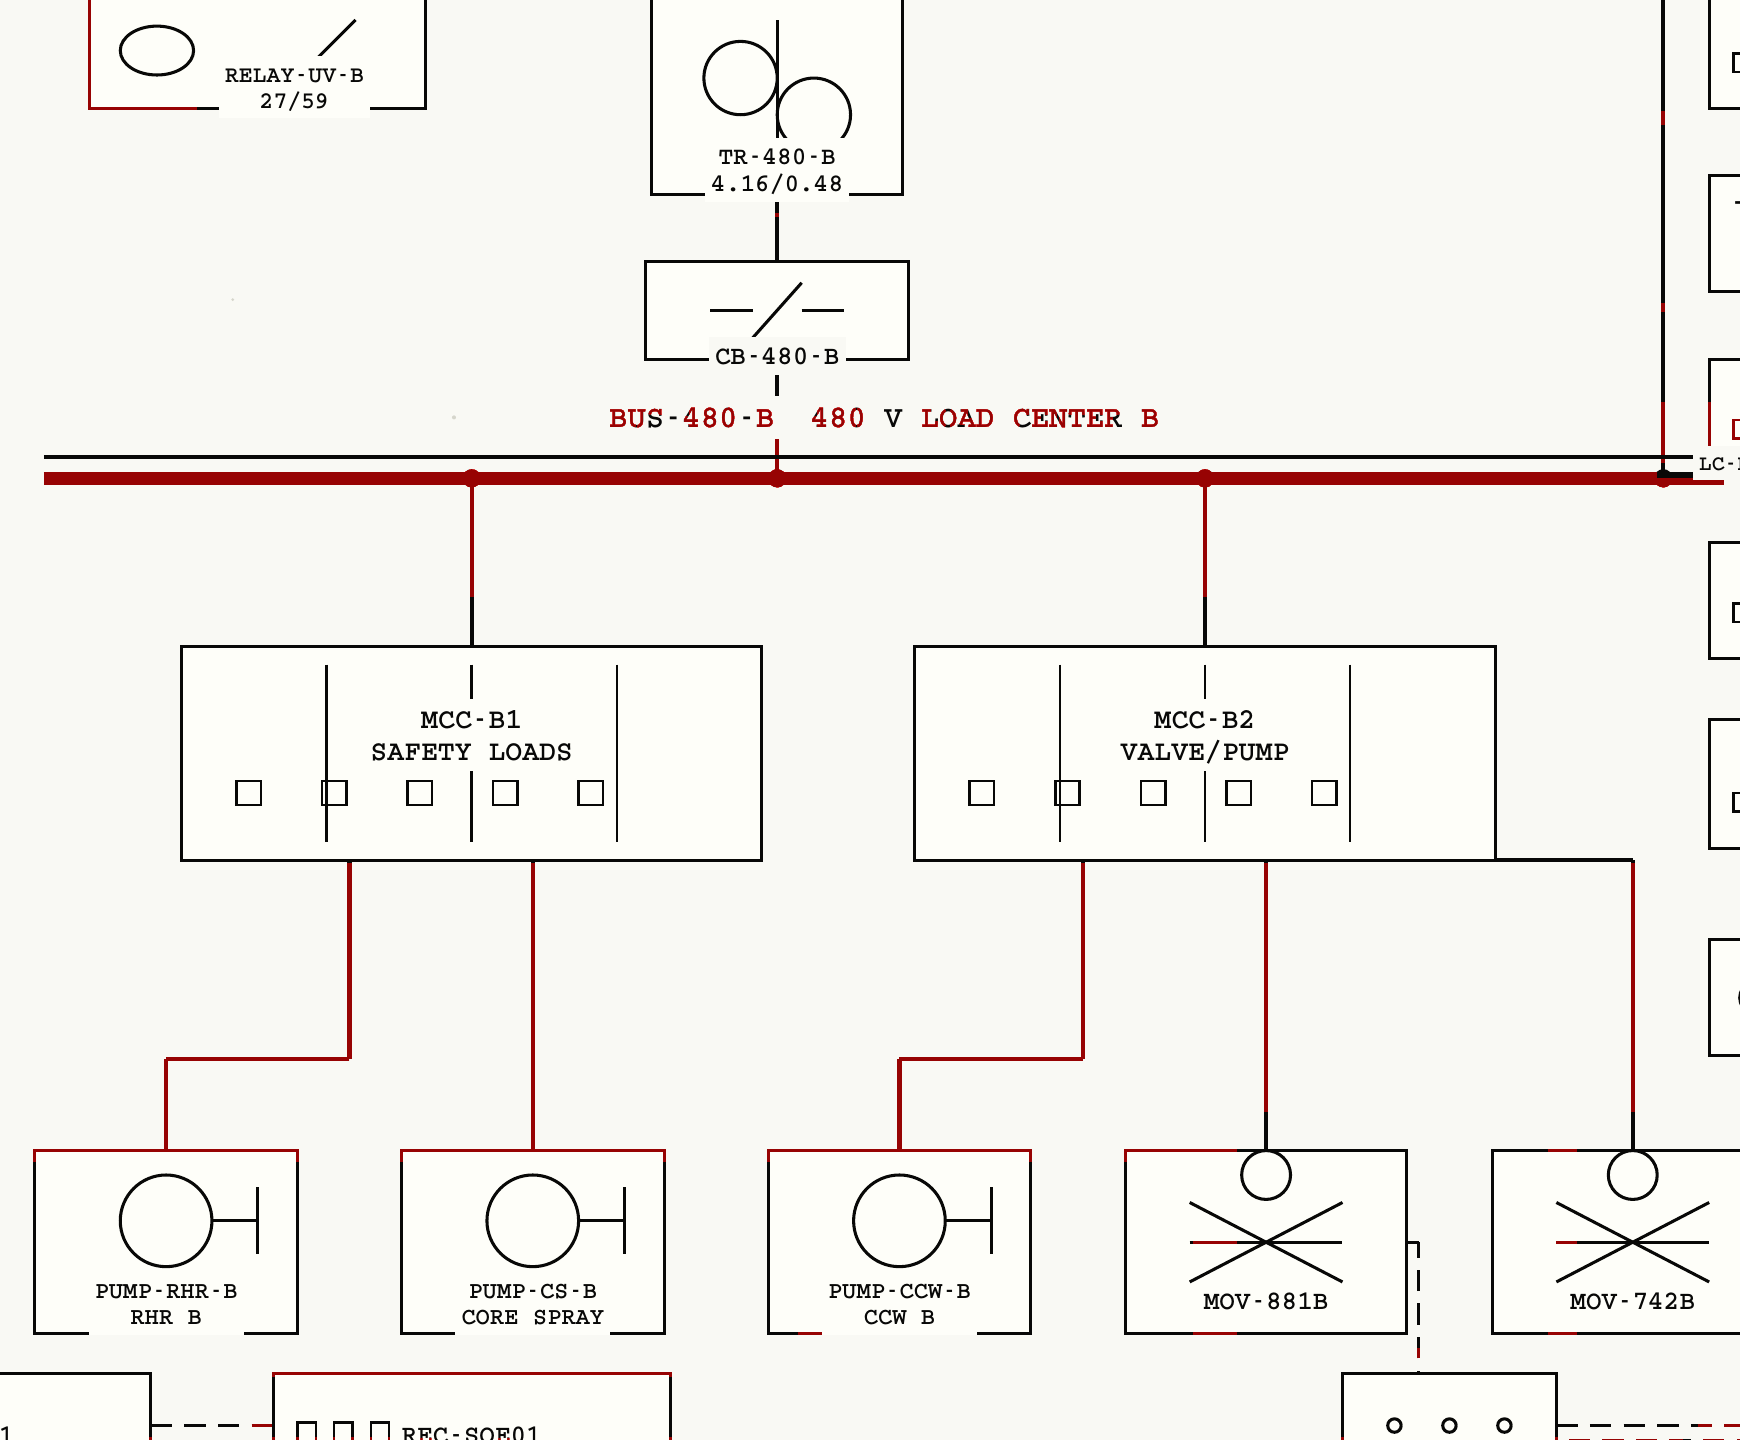 RELAY-UV-B
27/59
TR-480-B
4.16/0.48
CB-480-B
BUS-480-B 480 V LOAD CENTER B
MCC-B1
SAFETY LOADS
MCC-B2
VALVE/PUMP
PUMP-RHR-B
RHR B
PUMP-CS-B
CORE SPRAY
PUMP-CCW-B
CCW B
MOV-881B
MOV-742B
REC-SOE01